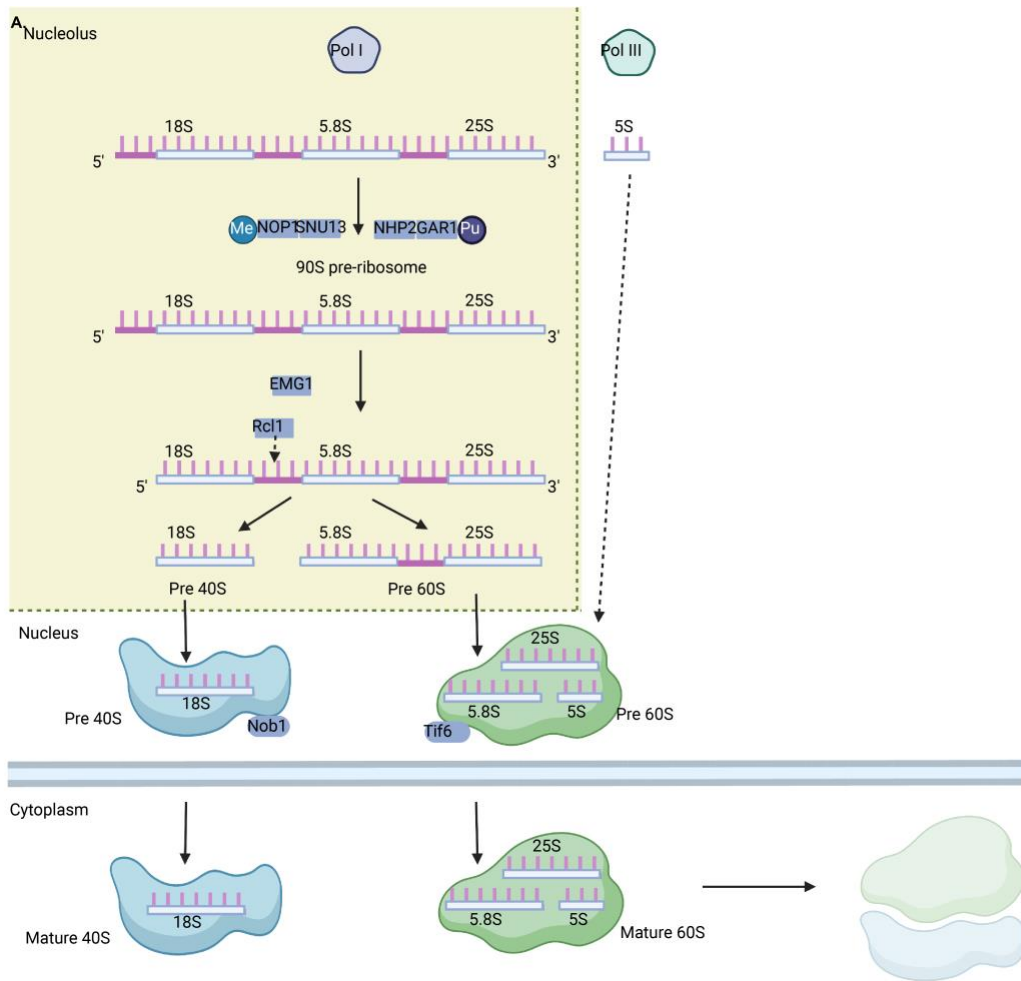 A.
Nucleolus
Pol I
Pol III
18S 5.8S 25S
5S
5' 3'
Me NOP1 SNU13 NHP2 GAR1 Pu
90S pre-ribosome
18S 5.8S 25S
5' 3'
EMG1
Rcl1
18S 5.8S 25S
5' 3'
18S 5.8S 25S
Pre 40S Pre 60S
Nucleus
25S
18S 5.8S 5S
Pre 40S Pre 60S
Nob1 Tif6
Cytoplasm
25S
18S 5.8S 5S
Mature 40S Mature 60S